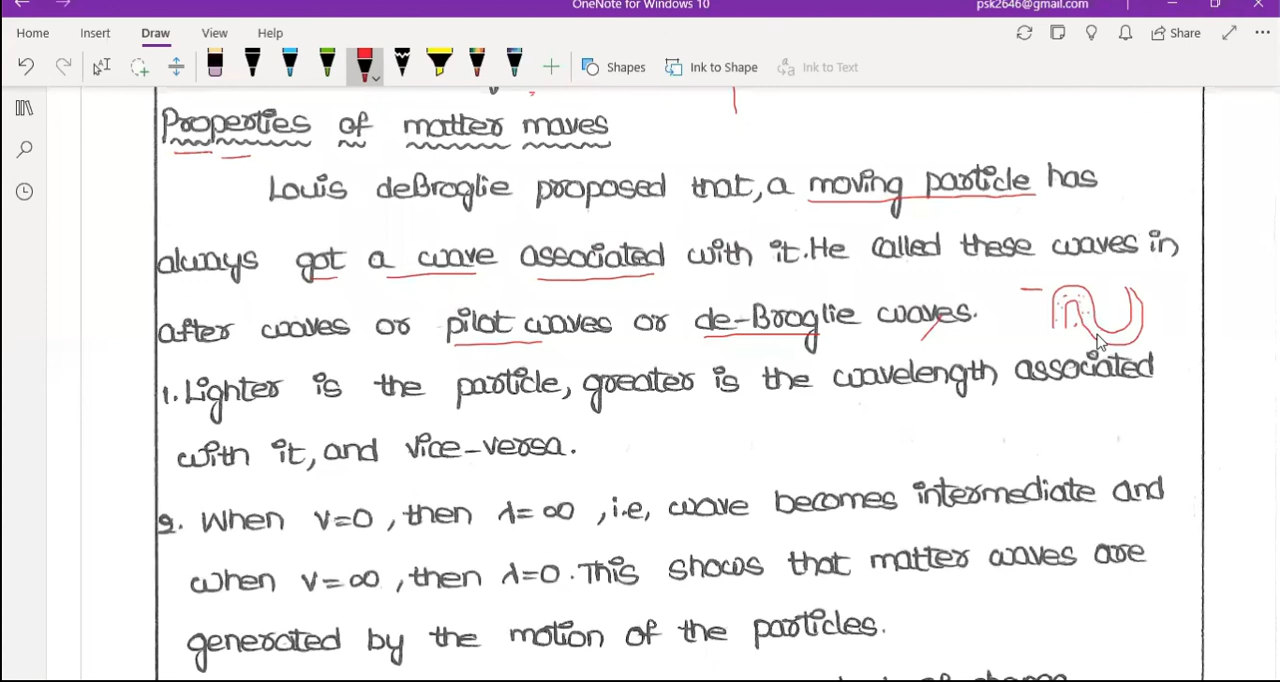 OneNote for Windows 10
psk2646@gmail.com
Home Insert Draw View Help
Share
Shapes Ink to Shape Ink to Text
Properties of matter maves
Louis deBroglie proposed that, a moving particle has
always got a wave associated with it. He called these waves in
after waves or pilot waves or de-Broglie waves.
1. Lighter is the particle, greater is the wavelength associated
with it, and vice-versa.
2. When v=0, then λ=∞, i.e, wave becomes intermediate and
when v=∞, then λ=0. This shows that matter waves are
generated by the motion of the particles.